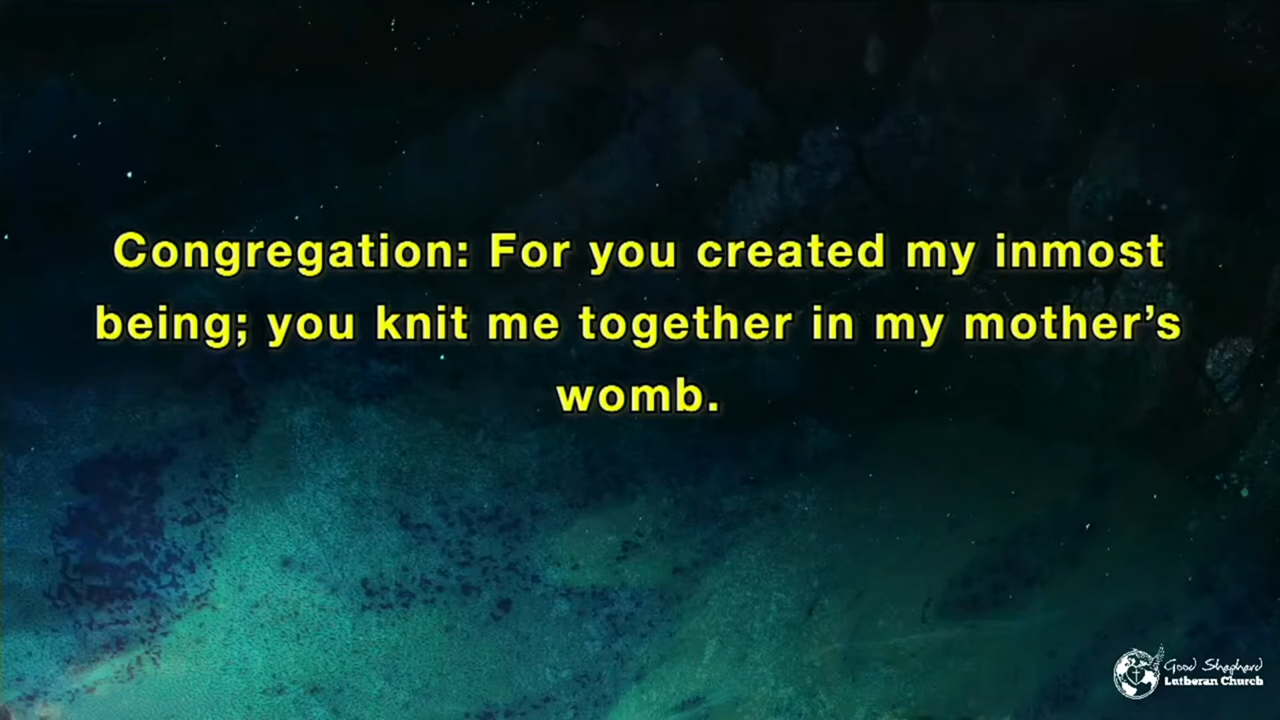 Congregation: For you created my inmost
being; you knit me together in my mother’s
womb.
Good Shepherd
Lutheran Church